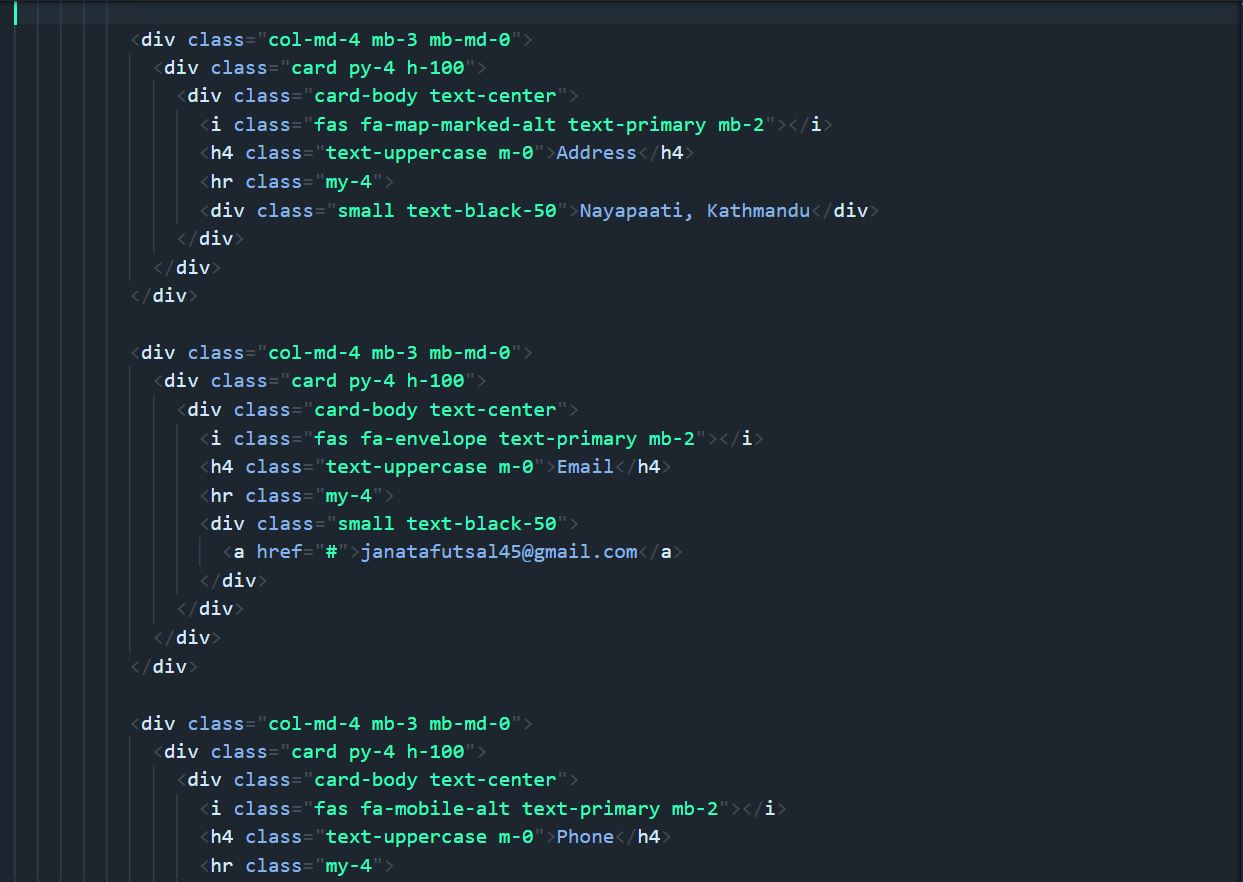 <div class="col-md-4 mb-3 mb-md-0">
<div class="card py-4 h-100">
<div class="card-body text-center">
<i class="fas fa-map-marked-alt text-primary mb-2"></i>
<h4 class="text-uppercase m-0">Address</h4>
<hr class="my-4">
<div class="small text-black-50">Nayapaati, Kathmandu</div>
</div>
</div>
</div>
<div class="col-md-4 mb-3 mb-md-0">
<div class="card py-4 h-100">
<div class="card-body text-center">
<i class="fas fa-envelope text-primary mb-2"></i>
<h4 class="text-uppercase m-0">Email</h4>
<hr class="my-4">
<div class="small text-black-50">
<a href="#">janatafutsal45@gmail.com</a>
</div>
</div>
</div>
</div>
<div class="col-md-4 mb-3 mb-md-0">
<div class="card py-4 h-100">
<div class="card-body text-center">
<i class="fas fa-mobile-alt text-primary mb-2"></i>
<h4 class="text-uppercase m-0">Phone</h4>
<hr class="my-4">